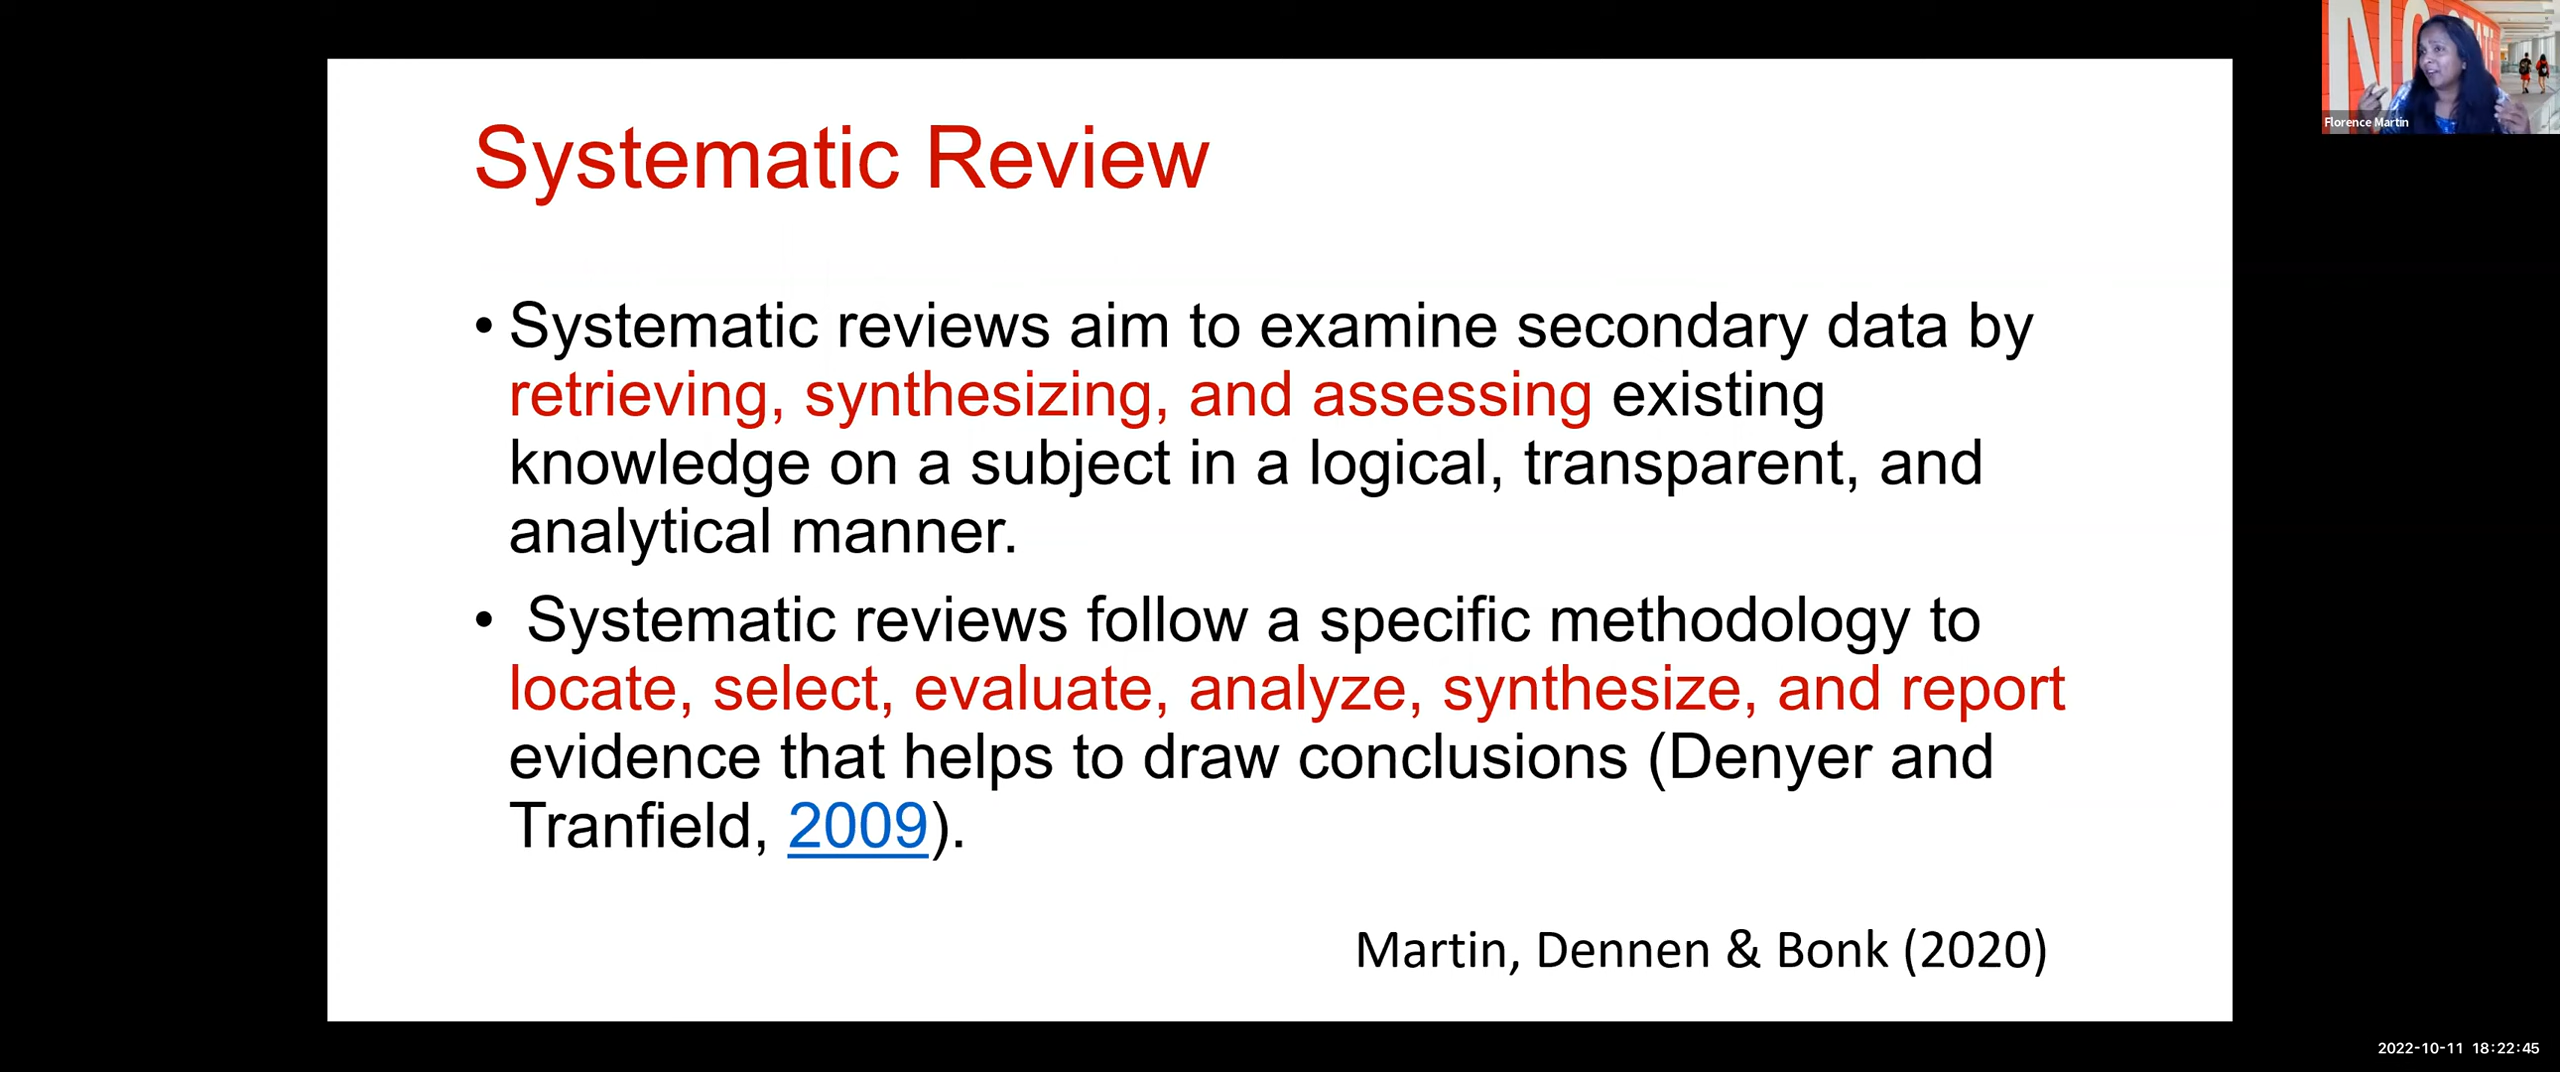 Systematic Review
• Systematic reviews aim to examine secondary data by
retrieving, synthesizing, and assessing existing
knowledge on a subject in a logical, transparent, and
analytical manner.
• Systematic reviews follow a specific methodology to
locate, select, evaluate, analyze, synthesize, and report
evidence that helps to draw conclusions (Denyer and
Tranfield, 2009).
Martin, Dennen & Bonk (2020)
Florence Martin
2022-10-11 18:22:45